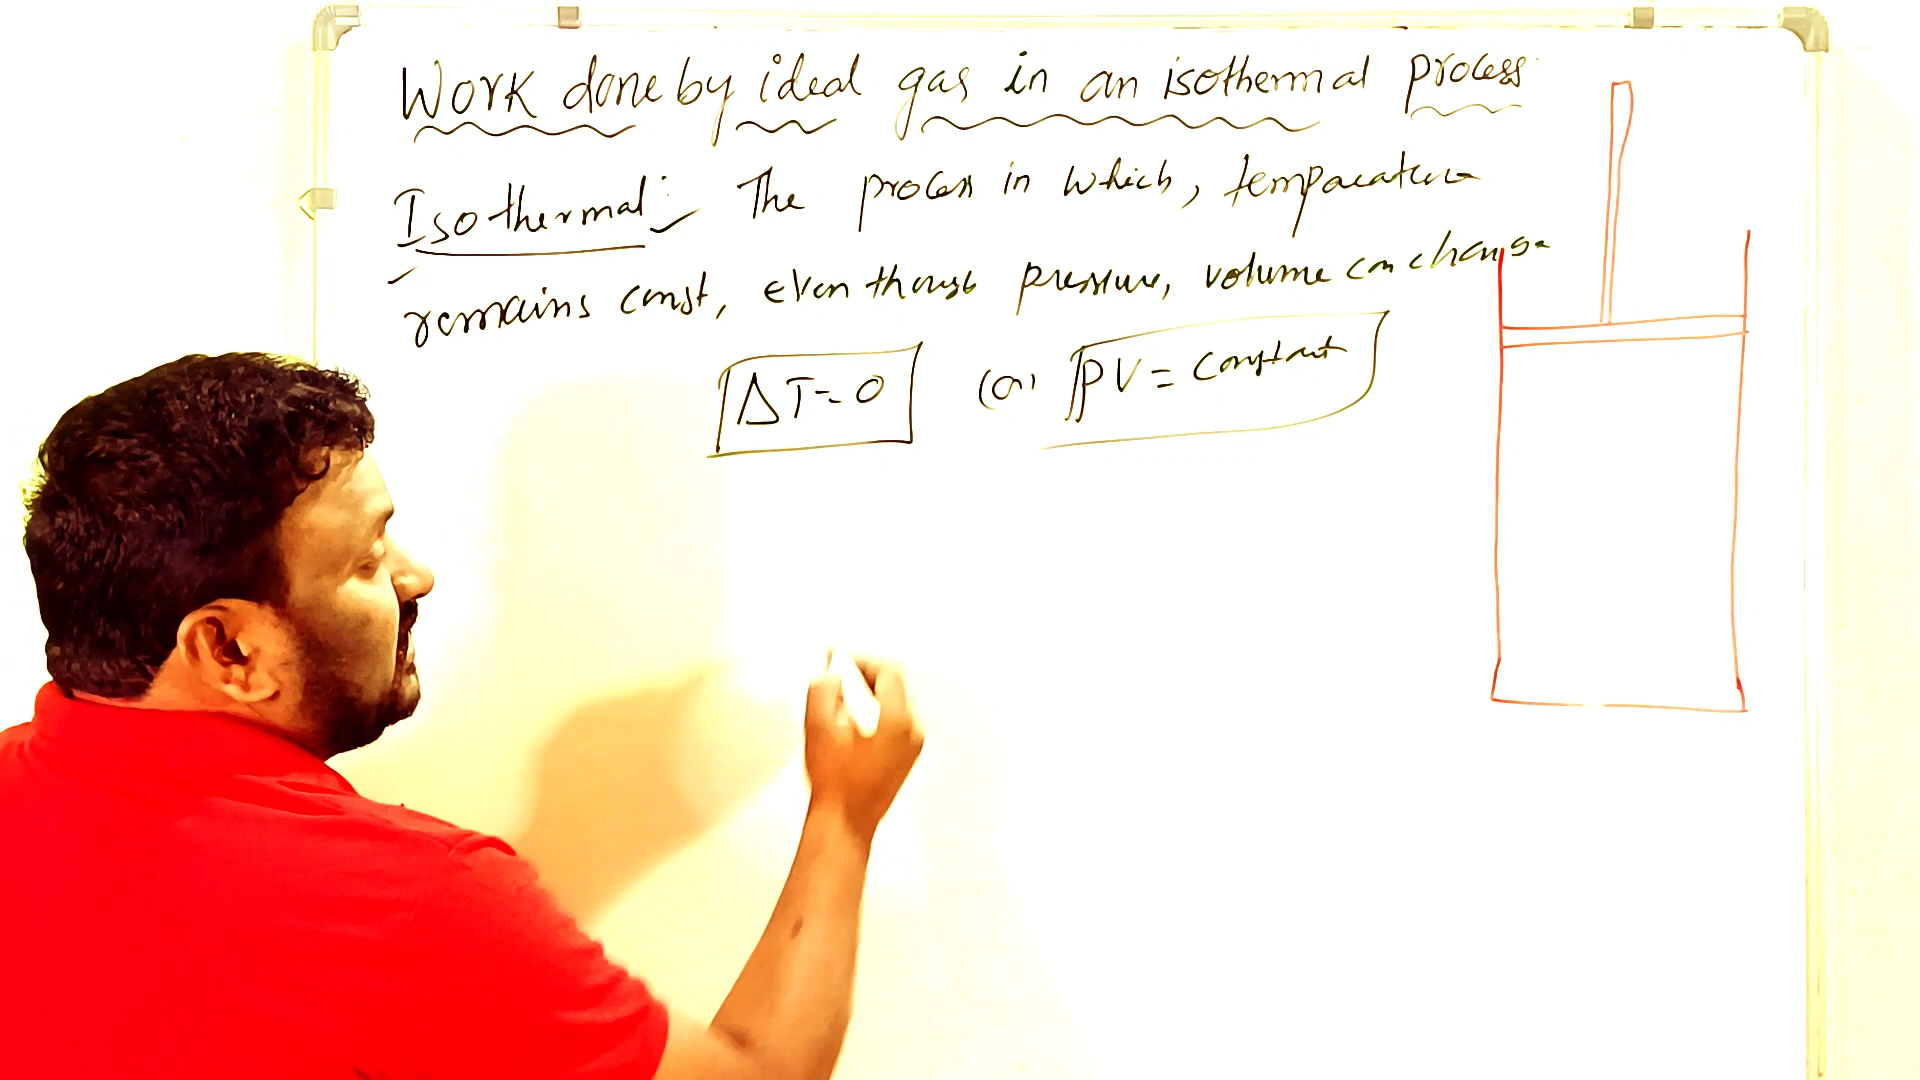 Work done by ideal gas in an isothermal process
Isothermal :- The process in which, temparature
remains const, even though pressure, volume can change
ΔT=0 (or) PV = constant